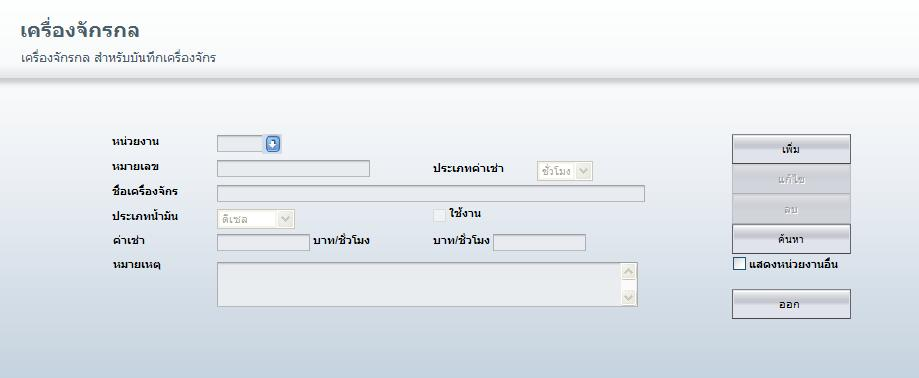 เครื่องจักรกล
เครื่องจักรกล สำหรับบันทึกเครื่องจักร
หน่วยงาน
เพิ่ม
หมายเลข
ประเภทค่าเช่า ชั่วโมง
แก้ไข
ชื่อเครื่องจักร
ลบ
ประเภทน้ำมัน ดีเซล
ใช้งาน
ค่าเช่า บาท/ชั่วโมง
บาท/ชั่วโมง
ค้นหา
หมายเหตุ
แสดงหน่วยงานอื่น
ออก